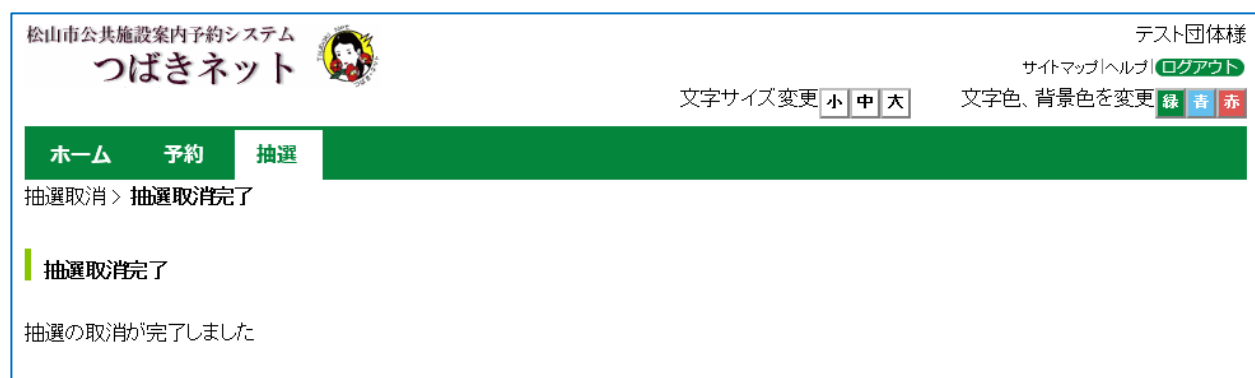 松山市公共施設案内予約システム
つばきネット
テスト団体様
サイトマップ|ヘルプ|ログアウト
文字サイズ変更 小 中 大 文字色、背景色を変更 緑 青 赤
ホーム 予約 抽選
抽選取消 > 抽選取消完了
抽選取消完了
抽選の取消が完了しました